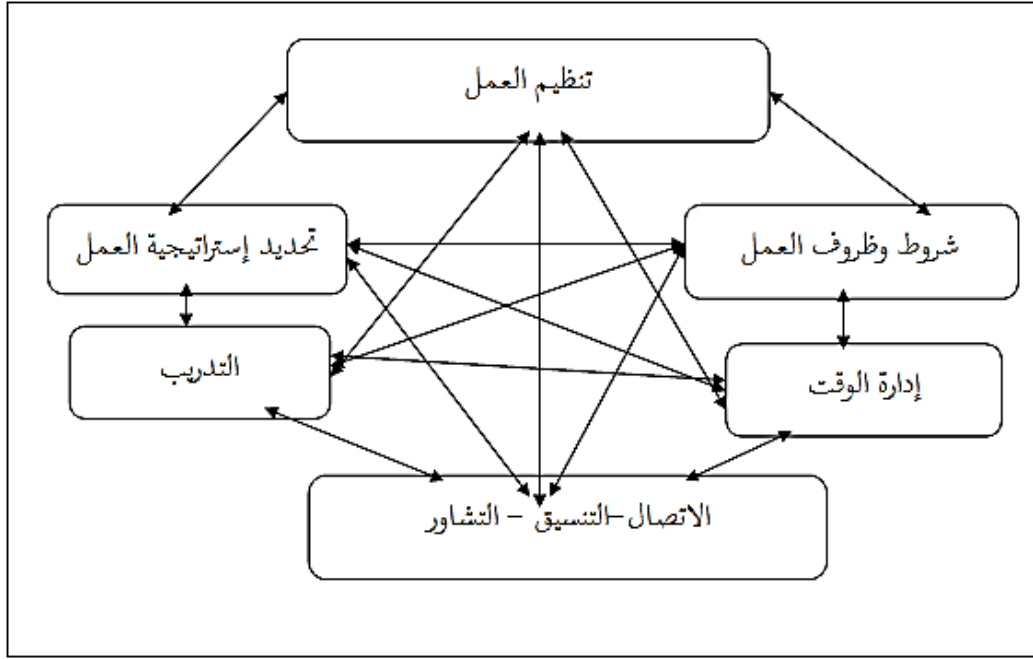 تنظيم العمل
شروط وظروف العمل
تحديد إستراتيجية العمل
إدارة الوقت
التدريب
الاتصال-التنسيق - التشاور